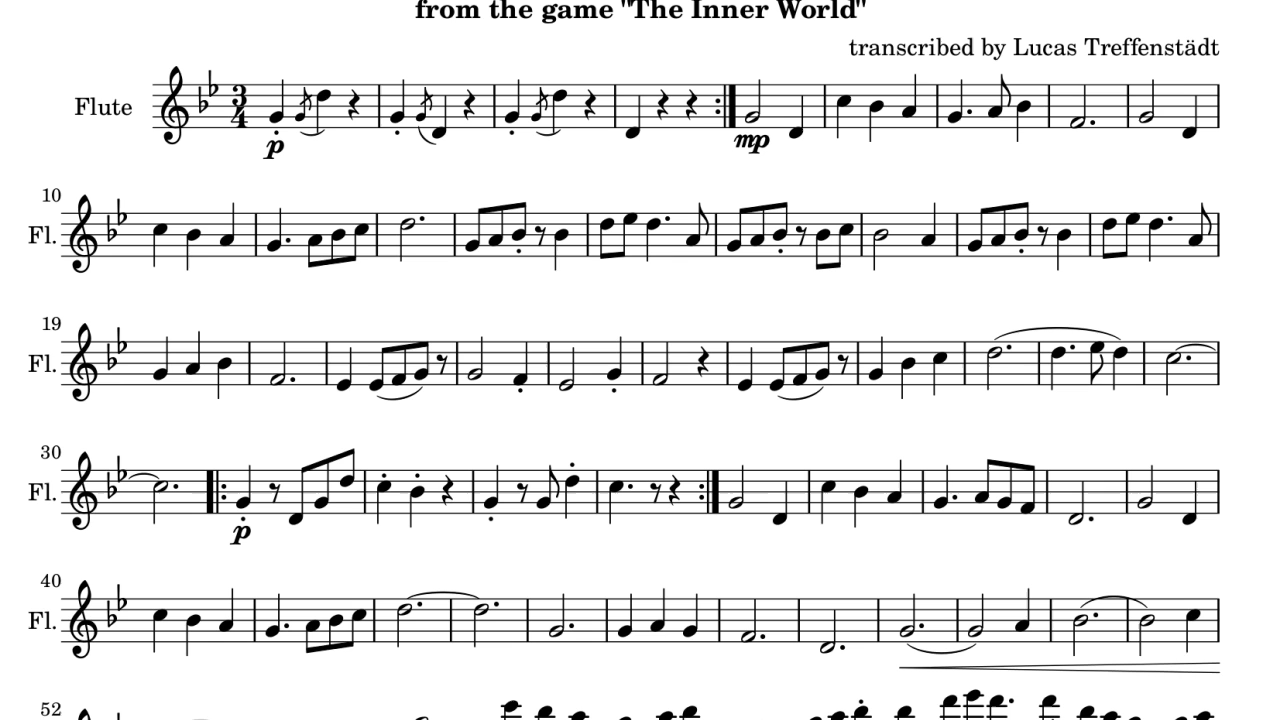 from the game "The Inner World"
transcribed by Lucas Treffenstädt
Flute
3
4
p
mp
10
Fl.
19
Fl.
30
Fl.
p
40
Fl.
52